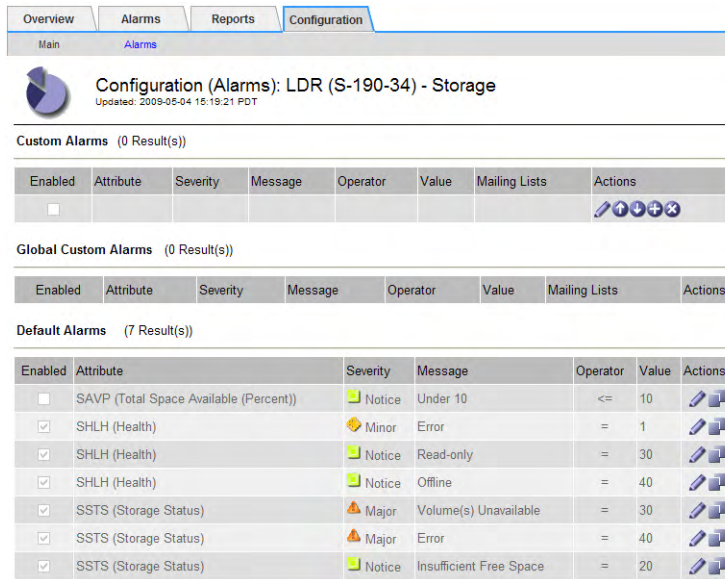 Overview Alarms Reports Configuration
Main Alarms
Configuration (Alarms): LDR (S-190-34) - Storage
Updated: 2009-05-04 15:19:21 PDT
Custom Alarms (0 Result(s))
Enabled Attribute Severity Message Operator Value Mailing Lists Actions
Global Custom Alarms (0 Result(s))
Enabled Attribute Severity Message Operator Value Mailing Lists Actions
Default Alarms (7 Result(s))
Enabled Attribute Severity Message Operator Value Actions
SAVP (Total Space Available (Percent)) Notice Under 10 <= 10
SHLH (Health) Minor Error = 1
SHLH (Health) Notice Read-only = 30
SHLH (Health) Notice Offline = 40
SSTS (Storage Status) Major Volume(s) Unavailable = 30
SSTS (Storage Status) Major Error = 40
SSTS (Storage Status) Notice Insufficient Free Space = 20